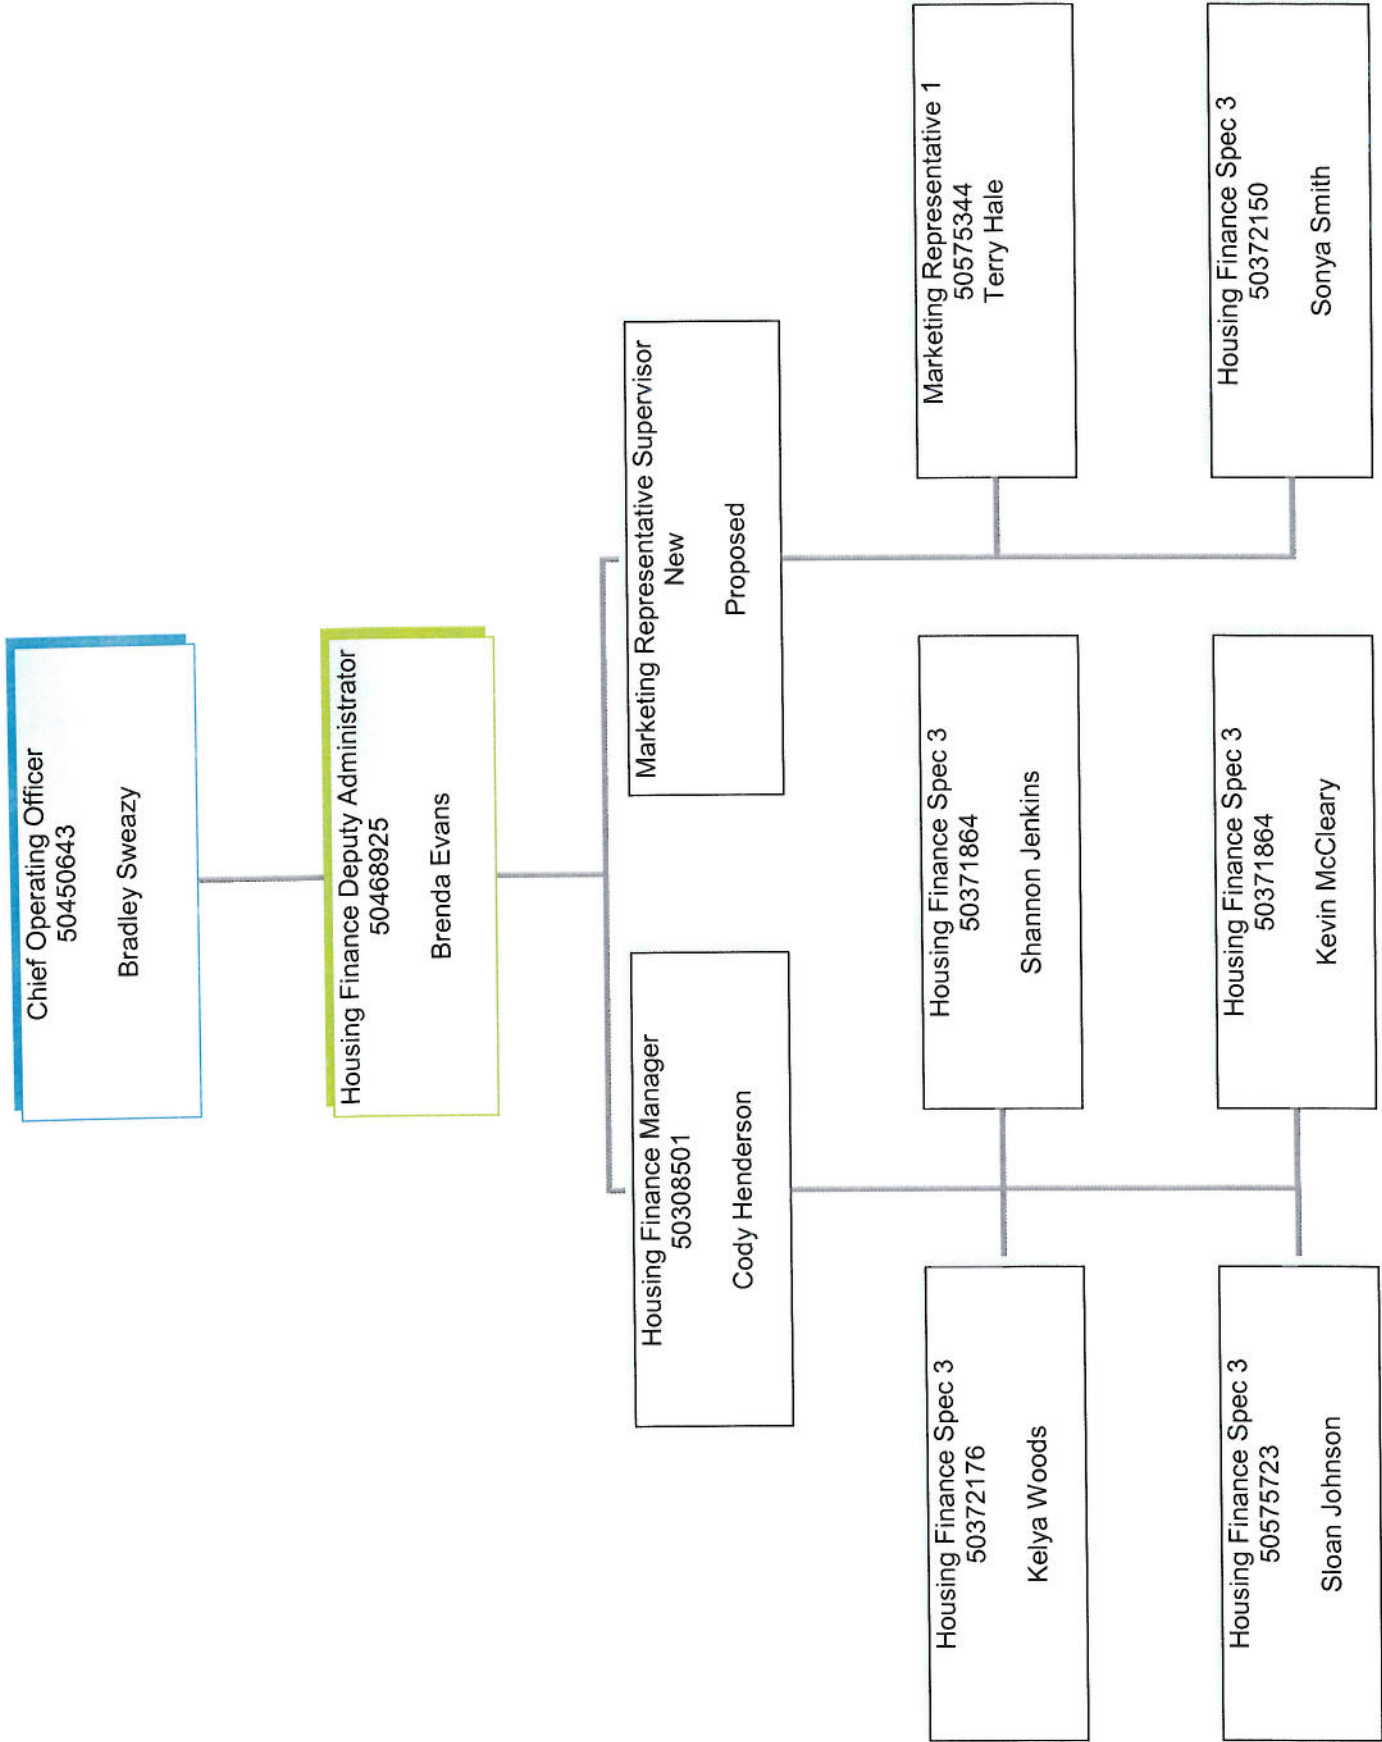 Chief Operating Officer
50450643
Bradley Sweazy
Housing Finance Deputy Administrator
50468925
Brenda Evans
Housing Finance Manager
50308501
Cody Henderson
Marketing Representative Supervisor
New
Proposed
Housing Finance Spec 3
50372176
Kelya Woods
Housing Finance Spec 3
50371864
Shannon Jenkins
Marketing Representative 1
50575344
Terry Hale
Housing Finance Spec 3
50575723
Sloan Johnson
Housing Finance Spec 3
50371864
Kevin McCleary
Housing Finance Spec 3
50372150
Sonya Smith